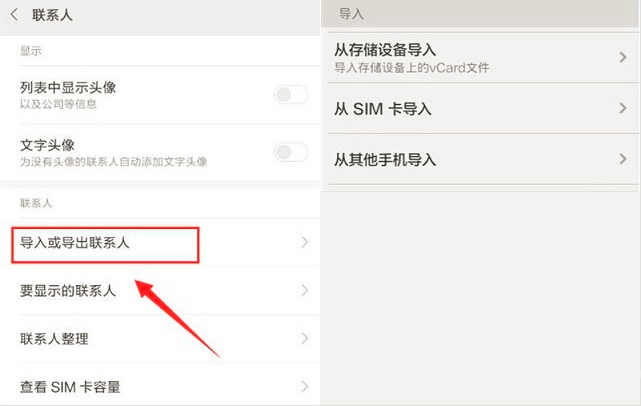 联系人
显示
列表中显示头像
以及公司等信息
文字头像
为没有头像的联系人自动添加文字头像
联系人
导入或导出联系人
要显示的联系人
联系人整理
查看 SIM 卡容量
导入
从存储设备导入
导入存储设备上的vCard文件
从 SIM 卡导入
从其他手机导入